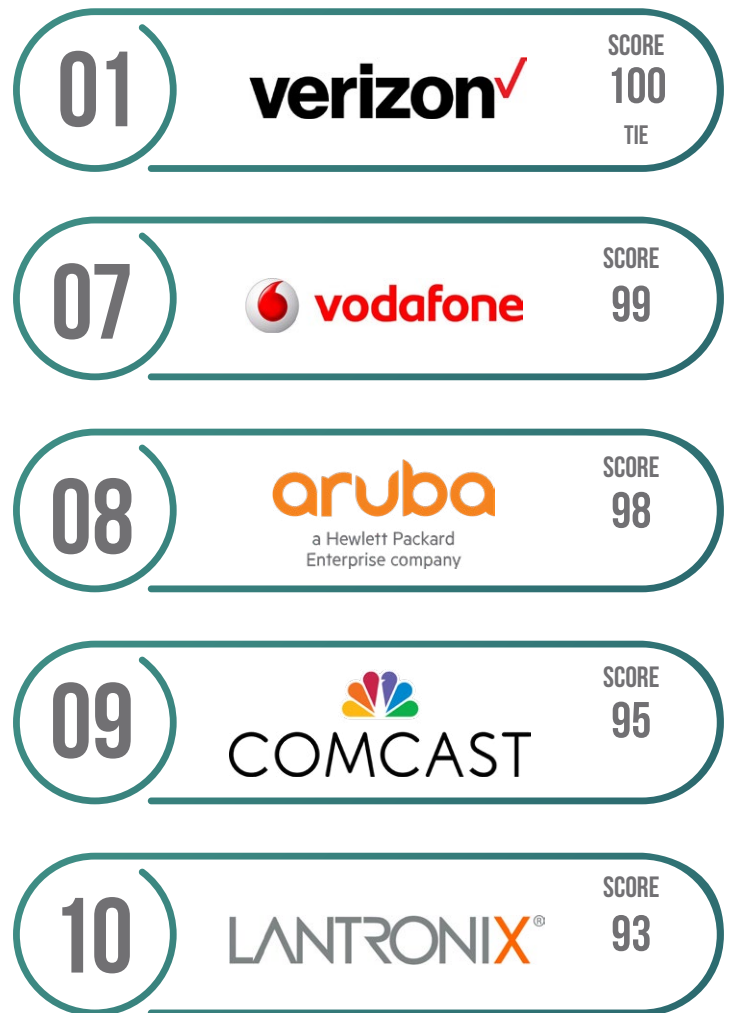 01
verizon✓
SCORE
100
TIE
07
vodafone
SCORE
99
08
aruba
a Hewlett Packard
Enterprise company
SCORE
98
09
COMCAST
SCORE
95
10
LANTRONIX®
SCORE
93